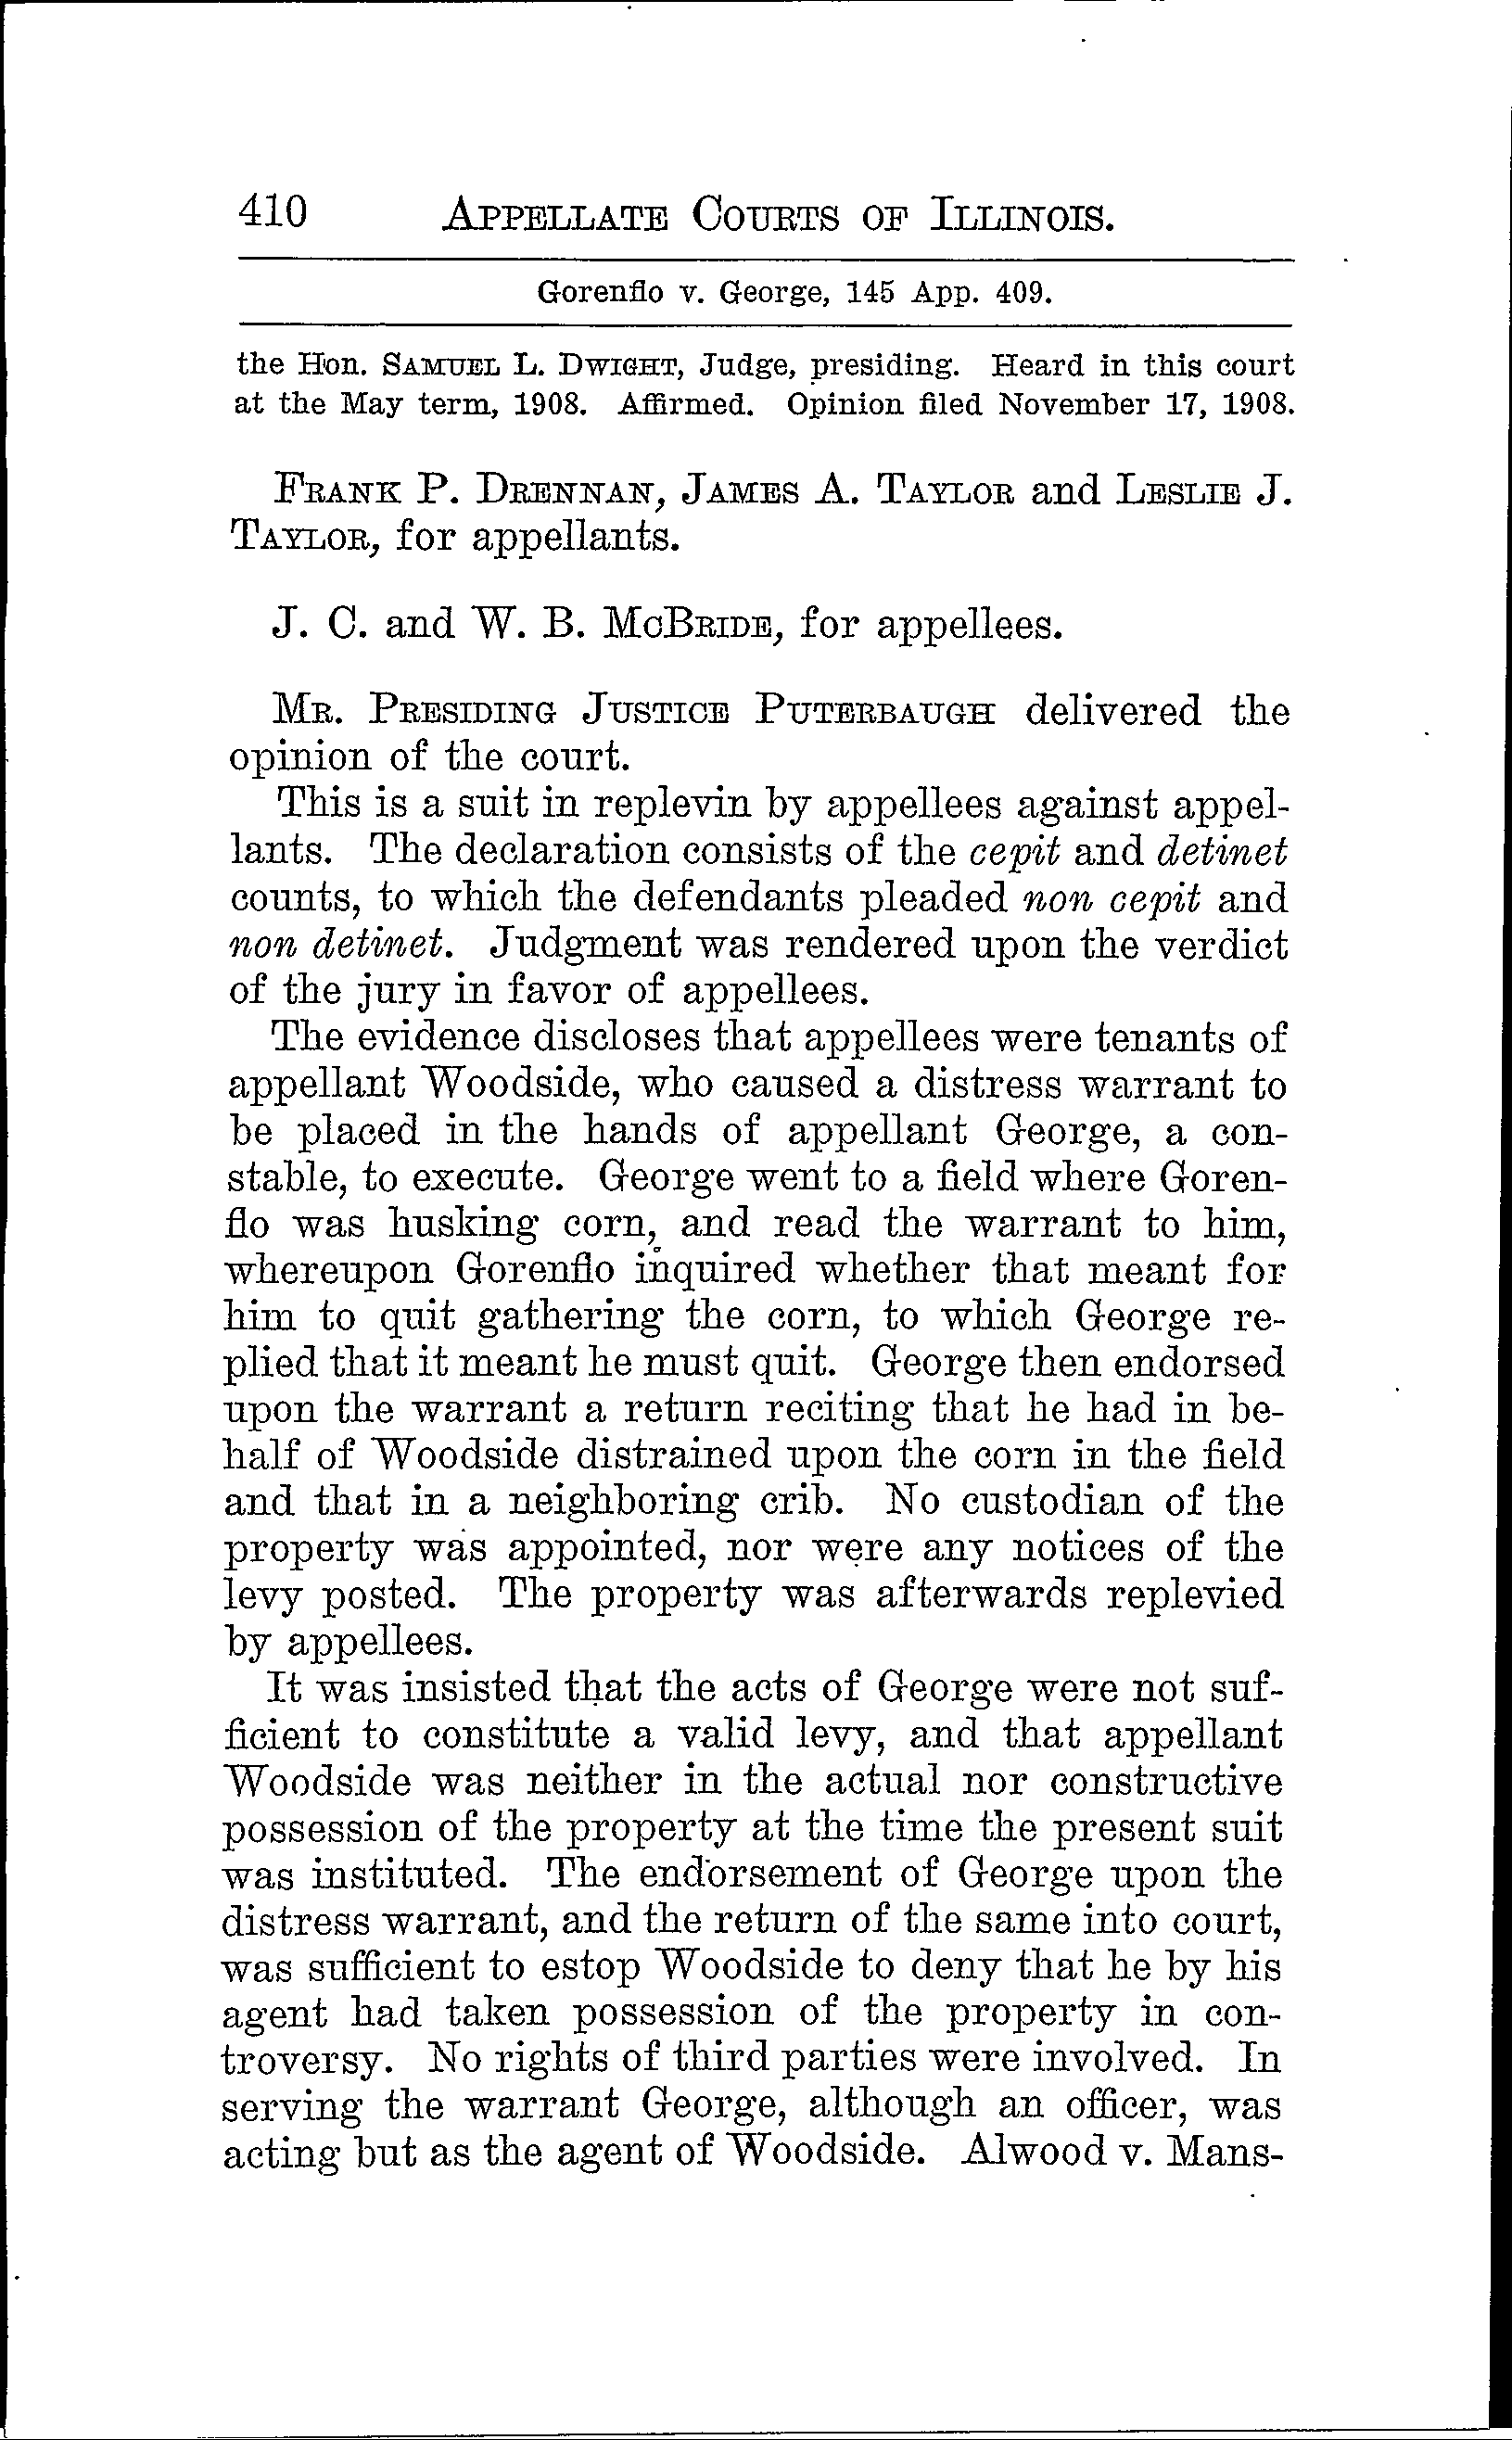 410 APPELLATE COURTS OF ILLINOIS.
Gorenflo v. George, 145 App. 409.
the Hon. SAMUEL L. DWIGHT, Judge, presiding. Heard in this court
at the May term, 1908. Affirmed. Opinion filed November 17, 1908.
FRANK P. DRENNAN, JAMES A. TAYLOR and LESLIE J.
TAYLOR, for appellants.
J. C. and W. B. MCBRIDE, for appellees.
MR. PRESIDING JUSTICE PUTERBAUGH delivered the
opinion of the court.
This is a suit in replevin by appellees against appel-
lants. The declaration consists of the cepit and detinet
counts, to which the defendants pleaded non cepit and
non detinet. Judgment was rendered upon the verdict
of the jury in favor of appellees.
The evidence discloses that appellees were tenants of
appellant Woodside, who caused a distress warrant to
be placed in the hands of appellant George, a con-
stable, to execute. George went to a field where Goren-
flo was husking corn, and read the warrant to him,
whereupon Gorenflo inquired whether that meant for
him to quit gathering the corn, to which George re-
plied that it meant he must quit. George then endorsed
upon the warrant a return reciting that he had in be-
half of Woodside distrained upon the corn in the field
and that in a neighboring crib. No custodian of the
property was appointed, nor were any notices of the
levy posted. The property was afterwards replevied
by appellees.
It was insisted that the acts of George were not suf-
ficient to constitute a valid levy, and that appellant
Woodside was neither in the actual nor constructive
possession of the property at the time the present suit
was instituted. The endorsement of George upon the
distress warrant, and the return of the same into court,
was sufficient to estop Woodside to deny that he by his
agent had taken possession of the property in con-
troversy. No rights of third parties were involved. In
serving the warrant George, although an officer, was
acting but as the agent of Woodside. Alwood v. Mans-